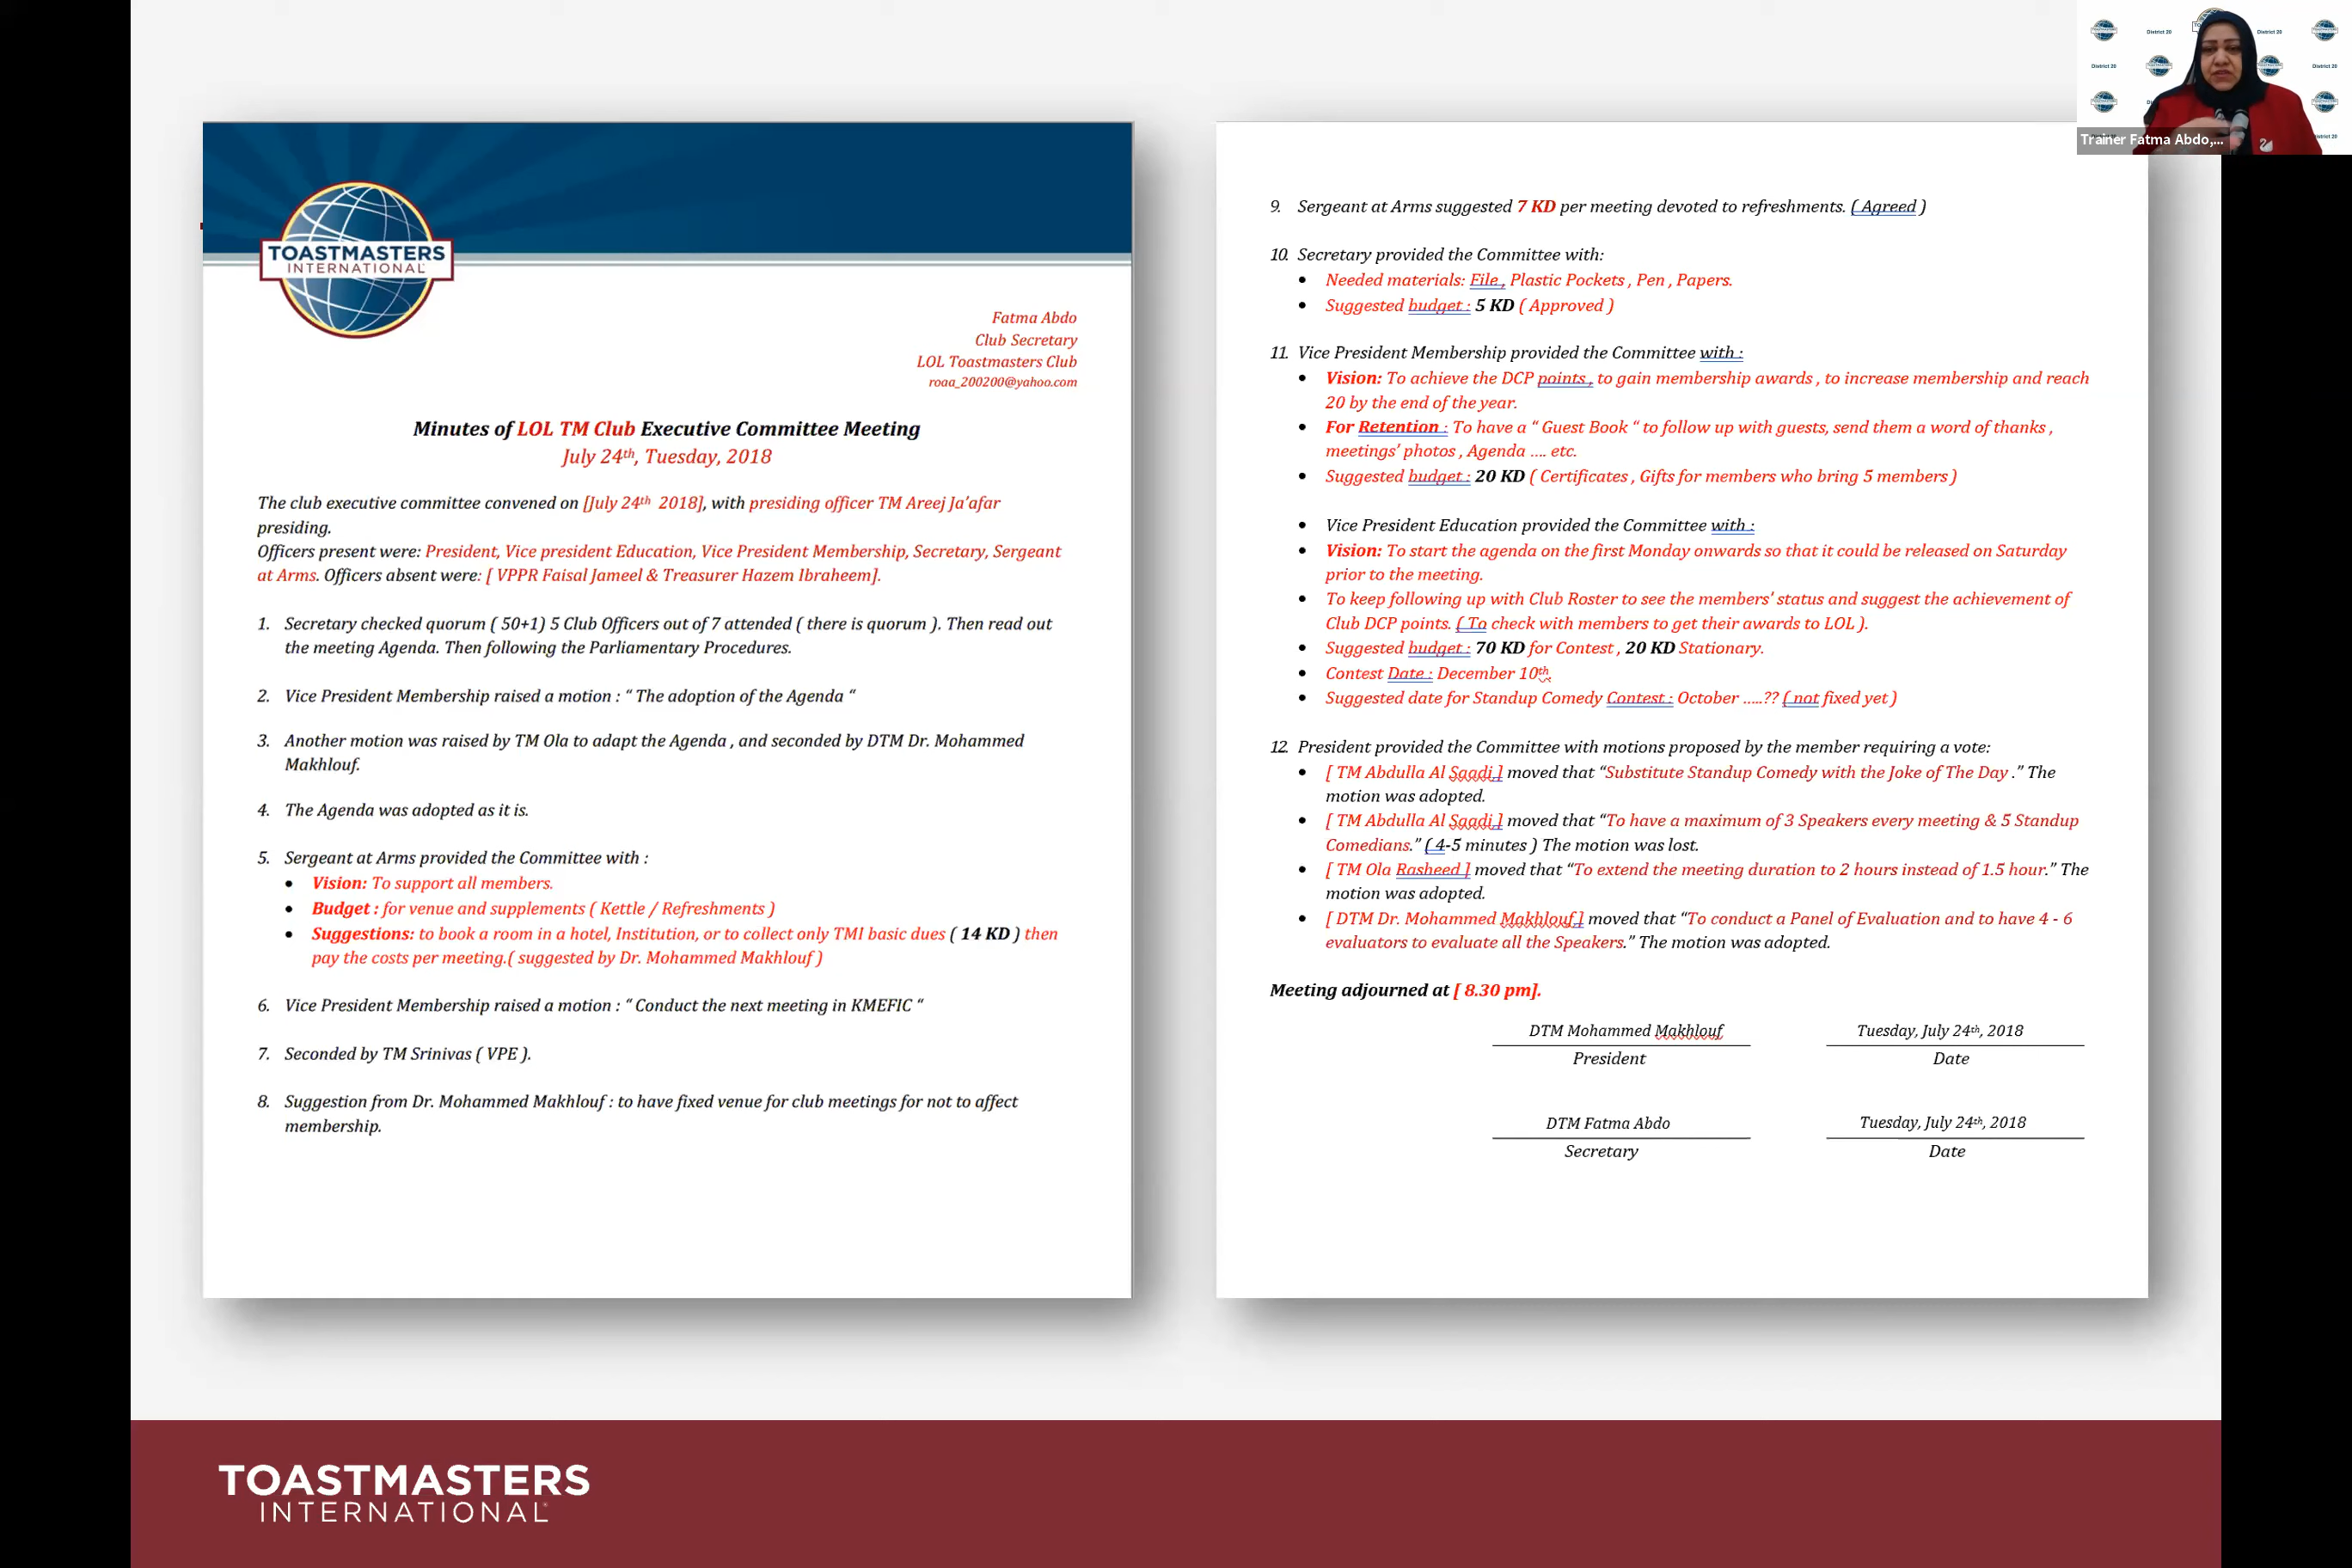 TOASTMASTERS
INTERNATIONAL
Fatma Abdo
Club Secretary
LOL Toastmasters Club
roaa_200200@yahoo.com
Minutes of LOL TM Club Executive Committee Meeting
July 24th, Tuesday, 2018
The club executive committee convened on [July 24th 2018], with presiding officer TM Areej Ja'afar
presiding.
Officers present were: President, Vice president Education, Vice President Membership, Secretary, Sergeant
at Arms. Officers absent were: [ VPPR Faisal Jameel & Treasurer Hazem Ibraheem].
1. Secretary checked quorum ( 50+1) 5 Club Officers out of 7 attended ( there is quorum ). Then read out
the meeting Agenda. Then following the Parliamentary Procedures.
2. Vice President Membership raised a motion : “ The adoption of the Agenda “
3. Another motion was raised by TM Ola to adapt the Agenda , and seconded by DTM Dr. Mohammed
Makhlouf.
4. The Agenda was adopted as it is.
5. Sergeant at Arms provided the Committee with :
• Vision: To support all members.
• Budget : for venue and supplements ( Kettle / Refreshments )
• Suggestions: to book a room in a hotel, Institution, or to collect only TMI basic dues ( 14 KD ) then
pay the costs per meeting.( suggested by Dr. Mohammed Makhlouf )
6. Vice President Membership raised a motion : “ Conduct the next meeting in KMEFIC “
7. Seconded by TM Srinivas ( VPE ).
8. Suggestion from Dr. Mohammed Makhlouf : to have fixed venue for club meetings for not to affect
membership.
9. Sergeant at Arms suggested 7 KD per meeting devoted to refreshments. ( Agreed )
10. Secretary provided the Committee with:
• Needed materials: File , Plastic Pockets , Pen , Papers.
• Suggested budget : 5 KD ( Approved )
11. Vice President Membership provided the Committee with :
• Vision: To achieve the DCP points , to gain membership awards , to increase membership and reach
20 by the end of the year.
• For Retention : To have a “ Guest Book “ to follow up with guests, send them a word of thanks ,
meetings' photos , Agenda .... etc.
• Suggested budget : 20 KD ( Certificates , Gifts for members who bring 5 members )
• Vice President Education provided the Committee with :
• Vision: To start the agenda on the first Monday onwards so that it could be released on Saturday
prior to the meeting.
• To keep following up with Club Roster to see the members' status and suggest the achievement of
Club DCP points. ( To check with members to get their awards to LOL ).
• Suggested budget : 70 KD for Contest , 20 KD Stationary.
• Contest Date : December 10th.
• Suggested date for Standup Comedy Contest : October .....?? ( not fixed yet )
12. President provided the Committee with motions proposed by the member requiring a vote:
• [ TM Abdulla Al Saadi ] moved that “Substitute Standup Comedy with the Joke of The Day .” The
motion was adopted.
• [ TM Abdulla Al Saadi ] moved that “To have a maximum of 3 Speakers every meeting & 5 Standup
Comedians.” ( 4-5 minutes ) The motion was lost.
• [ TM Ola Rasheed ] moved that “To extend the meeting duration to 2 hours instead of 1.5 hour.” The
motion was adopted.
• [ DTM Dr. Mohammed Makhlouf ] moved that “To conduct a Panel of Evaluation and to have 4 - 6
evaluators to evaluate all the Speakers.” The motion was adopted.
Meeting adjourned at [ 8.30 pm].
DTM Mohammed Makhlouf Tuesday, July 24th, 2018
President Date
DTM Fatma Abdo Tuesday, July 24th, 2018
Secretary Date
District 20
District 20
District 20
District 20
Trainer Fatma Abdo,...
TOASTMASTERS
INTERNATIONAL